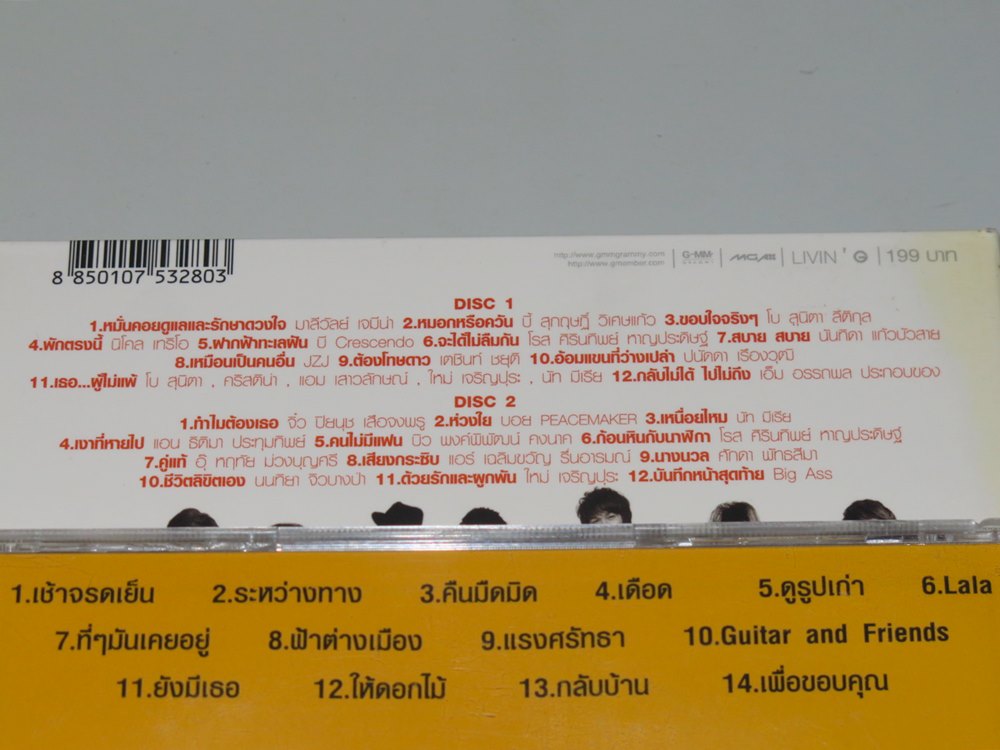 8 850107 532803
http://www.gmmgrammy.com
http://www.gmember.com
G-MM' MGA LIVIN' G 199 บาท
DISC 1
1.หมั่นคอยดูแลและรักษาดวงใจ มาลีวัลย์ เจมีน่า 2.หมอกหรือควัน บี้ สุกฤษฎิ์ วิเศษแก้ว 3.ขอบใจจริงๆ โบ สุนิตา ลีติกุล
4.พักตรงนี้ นิโคล เทริโอ 5.ฝากฟ้าทะเลฝัน บี Crescendo 6.จะได้ไม่ลืมกัน โรส ศิรินทิพย์ หาญประดิษฐ์ 7.สบาย สบาย นันทิดา แก้วบัวสาย
8.เหมือนเป็นคนอื่น JZJ 9.ต้องโทษดาว เดชินท์ ชยุติ 10.อ้อมแขนที่ว่างเปล่า ปนัดดา เรืองวุฒิ
11.เธอ...ผู้ไม่แพ้ โบ สุนิตา , คริสติน่า , แอม เสาวลักษณ์ , ใหม่ เจริญปุระ , นัท มีเรีย 12.กลับไม่ได้ ไปไม่ถึง เอ็ม อรรถพล ประกอบของ
DISC 2
1.ทำไมต้องเธอ จิ๋ว ปิยนุช เสือจงพรู 2.ห่วงใย บอย PEACEMAKER 3.เหนื่อยไหม นัท มีเรีย
4.เงาที่หายไป แอน ธิติมา ประทุมทิพย์ 5.คนไม่มีแฟน บิว พงค์พิพัฒน์ คงนาค 6.ก้อนหินกับนาฬิกา โรส ศิรินทิพย์ หาญประดิษฐ์
7.คู่แท้ อุ๊ หฤทัย ม่วงบุญศรี 8.เสียงกระซิบ แอร์ เฉลิมขวัญ รื่นอารมณ์ 9.นางนวล ศักดา พัทธสีมา
10.ชีวิตลิขิตเอง นนทิยา จิวบางป่า 11.ด้วยรักและผูกพัน ใหม่ เจริญปุระ 12.บันทึกหน้าสุดท้าย Big Ass
1.เช้าจรดเย็น 2.ระหว่างทาง 3.คืนมืดมิด 4.เดือด 5.ดูรูปเก่า 6.Lala
7.ที่ๆมันเคยอยู่ 8.ฟ้าต่างเมือง 9.แรงศรัทธา 10.Guitar and Friends
11.ยังมีเธอ 12.ให้ดอกไม้ 13.กลับบ้าน 14.เพื่อขอบคุณ